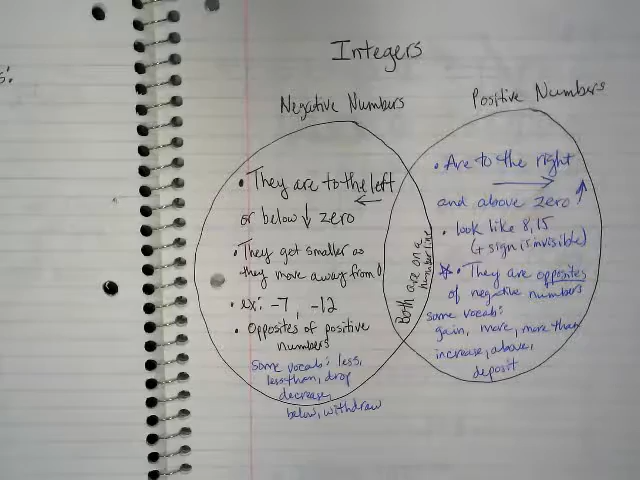 s:
Integers
Negative Numbers
• They are to the left
or below ↓ zero
• They get smaller as
they move away from 0
• ex: -7, -12
• Opposites of positive
numbers
Some vocab: less,
less than, drop
decrease,
below, withdraw
Both are on a
number line
Positive Numbers
• Are to the right
and above zero ↑
• look like 8, 15
(+ sign is invisible)
• They are opposites
of negative numbers
some vocab:
gain, more, more than
increase, above,
deposit